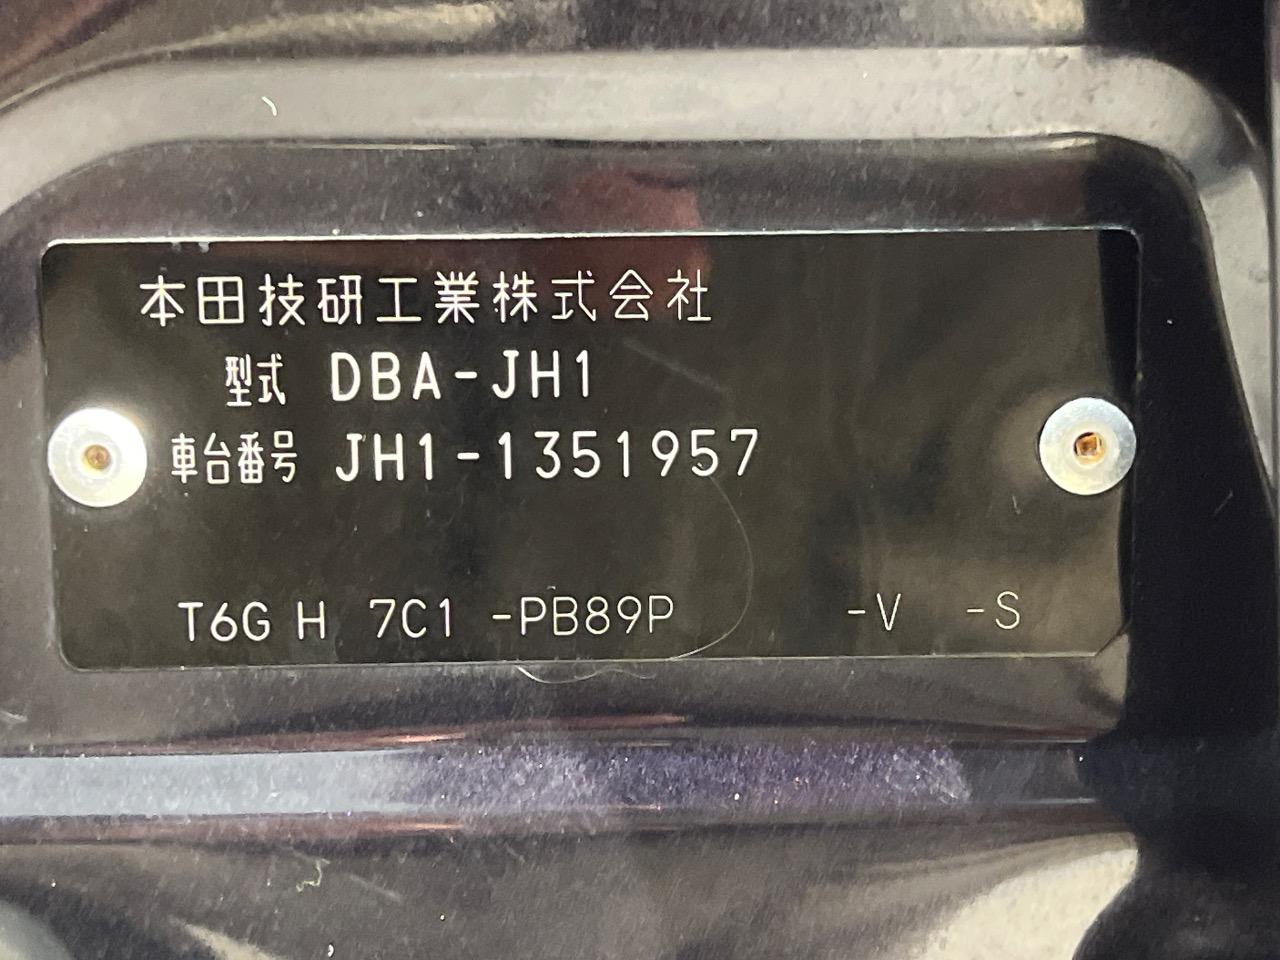 本田技研工業株式会社
型式 DBA-JH1
車台番号 JH1-1351957
T6G H 7C1 -PB89P -V -S